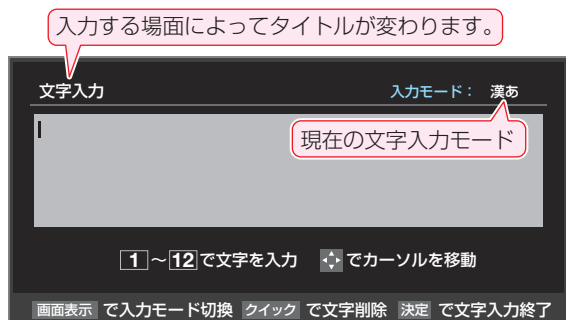 入力する場面によってタイトルが変わります。
文字入力 入力モード： 漢あ
現在の文字入力モード
1～12で文字を入力 でカーソルを移動
画面表示 で入力モード切換 クイック で文字削除 決定 で文字入力終了